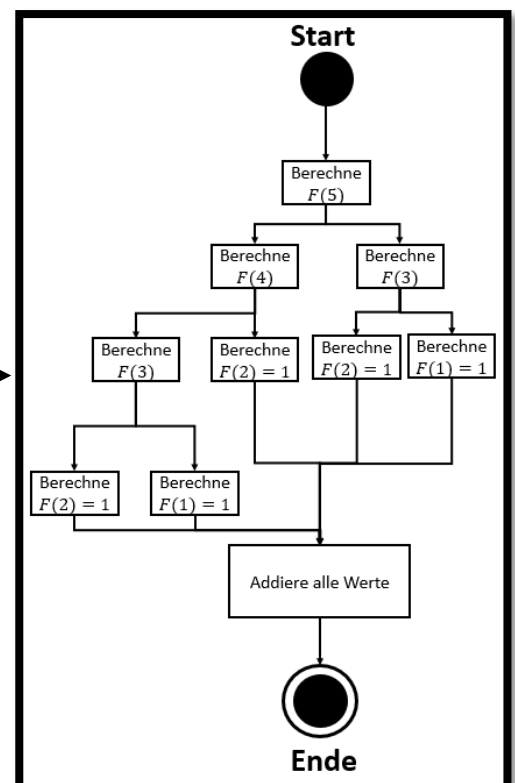 Start
Berechne
F(5)
Berechne
F(4)
Berechne
F(3)
Berechne
F(3)
Berechne
F(2) = 1
Berechne
F(2) = 1
Berechne
F(1) = 1
Berechne
F(2) = 1
Berechne
F(1) = 1
Addiere alle Werte
Ende